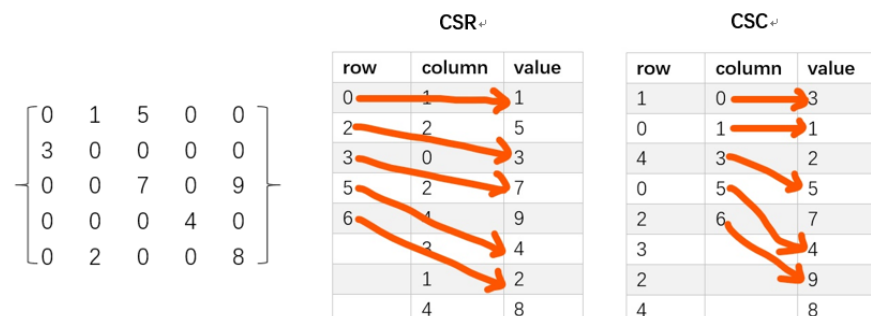 CSR CSC
row column value row column value
0 1 5 0 0 0 1 1 1 0 3
3 0 0 0 0 2 2 5 0 1 1
0 0 7 0 9 3 0 3 4 3 2
0 0 0 4 0 5 2 7 0 5 5
0 2 0 0 8 6 4 9 2 6 7
3 4 3 4
1 2 2 9
4 8 4 8